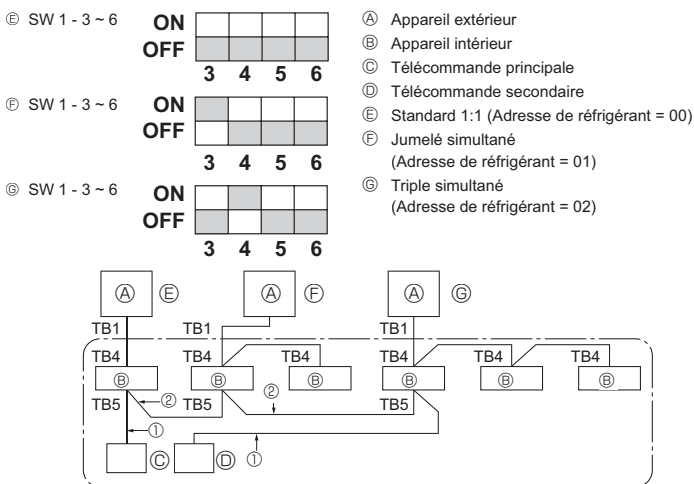 Ⓔ SW 1 - 3 ~ 6
ON
OFF
3 4 5 6
Ⓕ SW 1 - 3 ~ 6
ON
OFF
3 4 5 6
Ⓖ SW 1 - 3 ~ 6
ON
OFF
3 4 5 6
Ⓐ Appareil extérieur
Ⓑ Appareil intérieur
Ⓒ Télécommande principale
Ⓓ Télécommande secondaire
Ⓔ Standard 1:1 (Adresse de réfrigérant = 00)
Ⓕ Jumelé simultané
(Adresse de réfrigérant = 01)
Ⓖ Triple simultané
(Adresse de réfrigérant = 02)
Ⓐ Ⓔ Ⓐ Ⓕ Ⓐ Ⓖ
TB1 TB1 TB1
TB4 TB4 TB4 TB4 TB4 TB4
Ⓑ Ⓑ Ⓑ Ⓑ Ⓑ Ⓑ
TB5 ② TB5 ② TB5
① Ⓒ Ⓓ ①